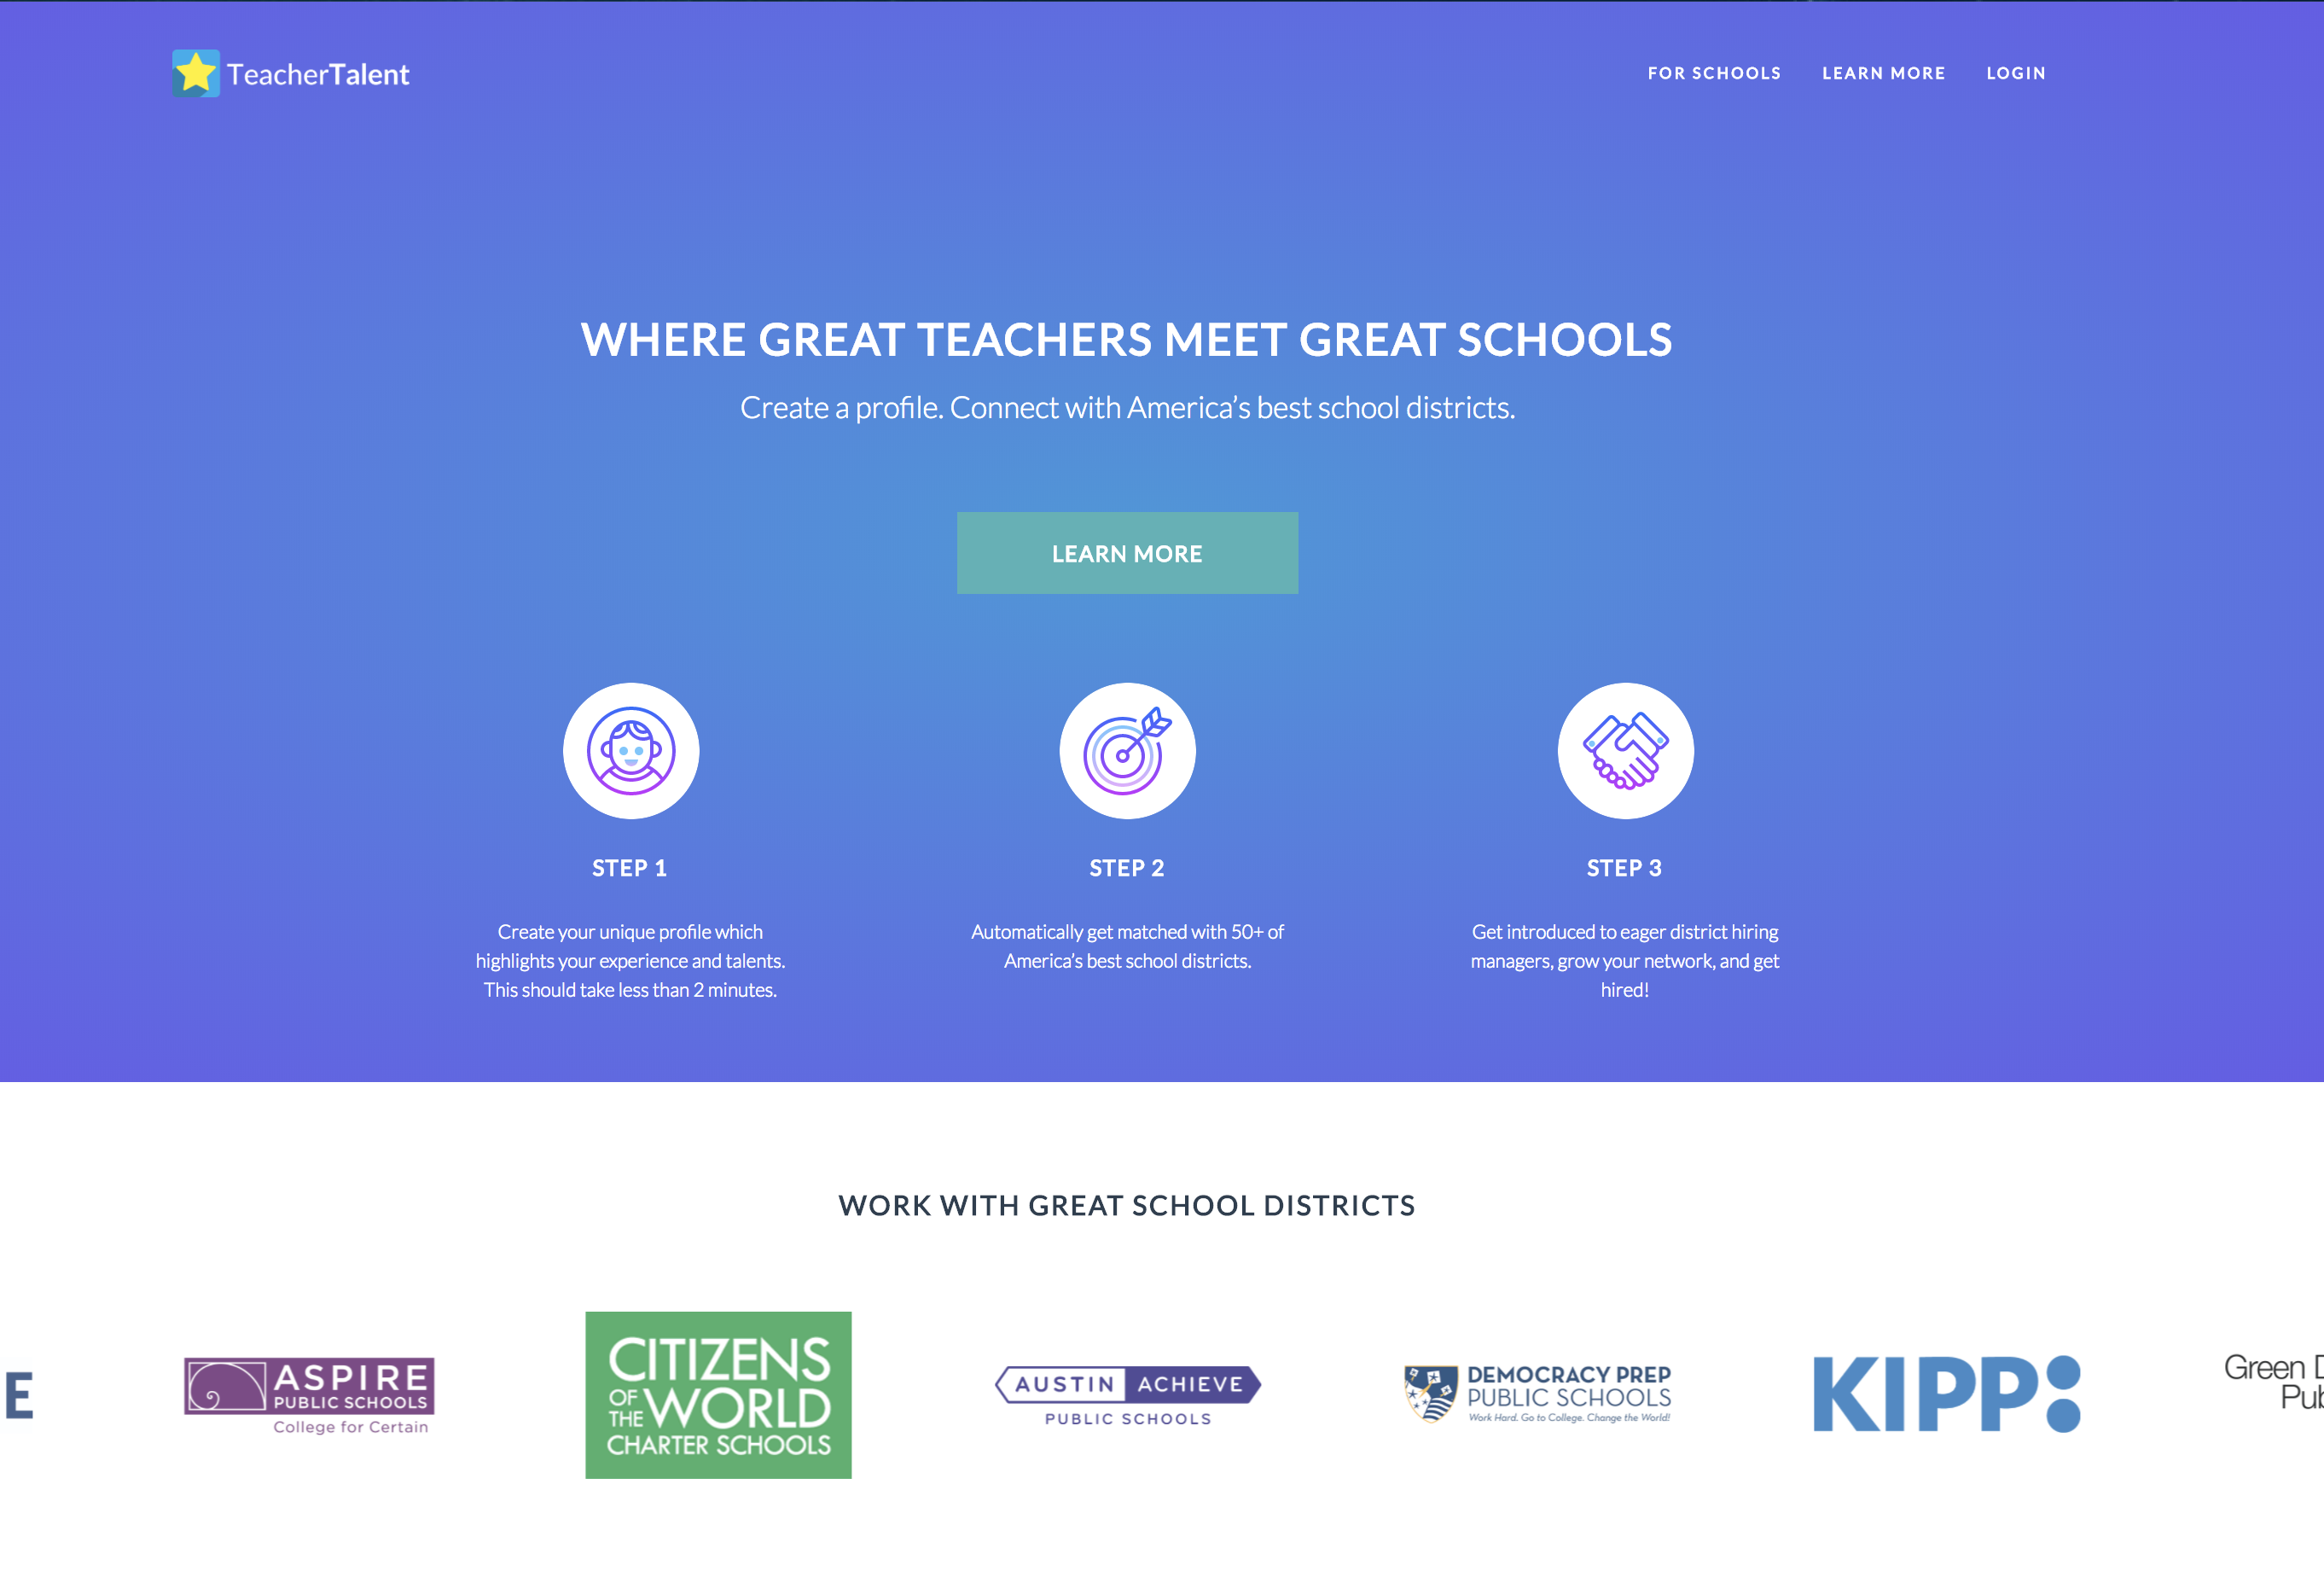 TeacherTalent
FOR SCHOOLS
LEARN MORE
LOGIN
WHERE GREAT TEACHERS MEET GREAT SCHOOLS
Create a profile. Connect with America’s best school districts.
LEARN MORE
STEP 1
Create your unique profile which
highlights your experience and talents.
This should take less than 2 minutes.
STEP 2
Automatically get matched with 50+ of
America’s best school districts.
STEP 3
Get introduced to eager district hiring
managers, grow your network, and get
hired!
WORK WITH GREAT SCHOOL DISTRICTS
E
ASPIRE
PUBLIC SCHOOLS
College for Certain
CITIZENS
OF THE WORLD
CHARTER SCHOOLS
AUSTIN ACHIEVE
PUBLIC SCHOOLS
DEMOCRACY PREP
PUBLIC SCHOOLS
Work Hard. Go to College. Change the World!
KIPP:
Green